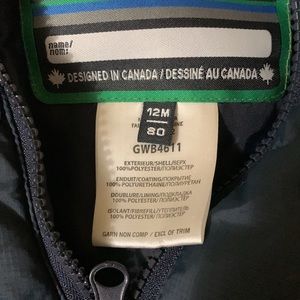 name/
nom:
DESIGNED IN CANADA / DESSINÉ AU CANADA
12M
80
GWB4611
EXTERIEUR/SHELL/ВЕРХ
100%POLYESTER/ПОЛИЭСТЕР
ENDUIT/COATING/ПОКРЫТИЕ
100%POLYURETHANE/ПОЛИУРЕТАН
DOUBLURE/LINING/ПОДКЛАДКА
100%POLYESTER/ПОЛИЭСТЕР
ISOLANT/FIBREFILL/УТЕПЛИТЕЛЬ
100%POLYESTER/ПОЛИЭСТЕР
GARN NON COMP / EXCL OF TRIM